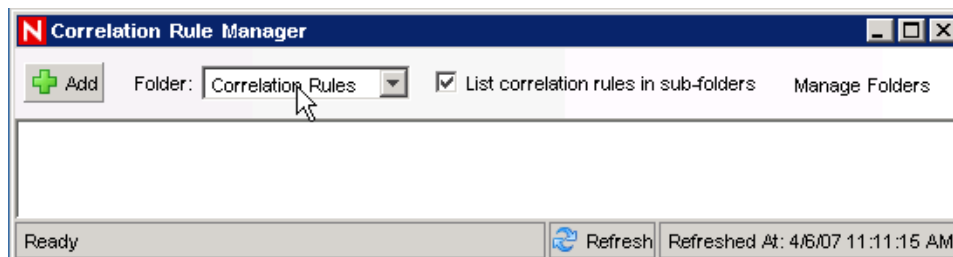 N Correlation Rule Manager
Add Folder: Correlation Rules List correlation rules in sub-folders Manage Folders
Ready Refresh Refreshed At: 4/6/07 11:11:15 AM